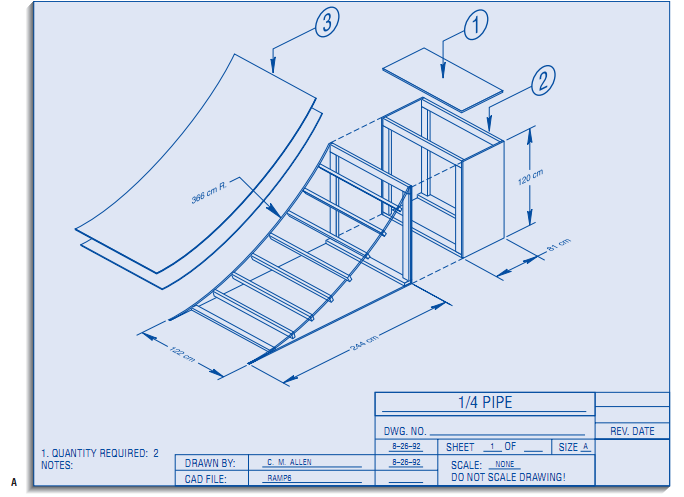 3
1
2
366 cm R.
120 cm
81 cm
122 cm
244 cm
1/4 PIPE
DWG. NO.
REV. DATE
8-26-92 SHEET 1 OF SIZE A
1. QUANTITY REQUIRED: 2
NOTES:
DRAWN BY: C. M. ALLEN 8-26-92 SCALE: NONE
CAD FILE: RAMP6 DO NOT SCALE DRAWING!
A